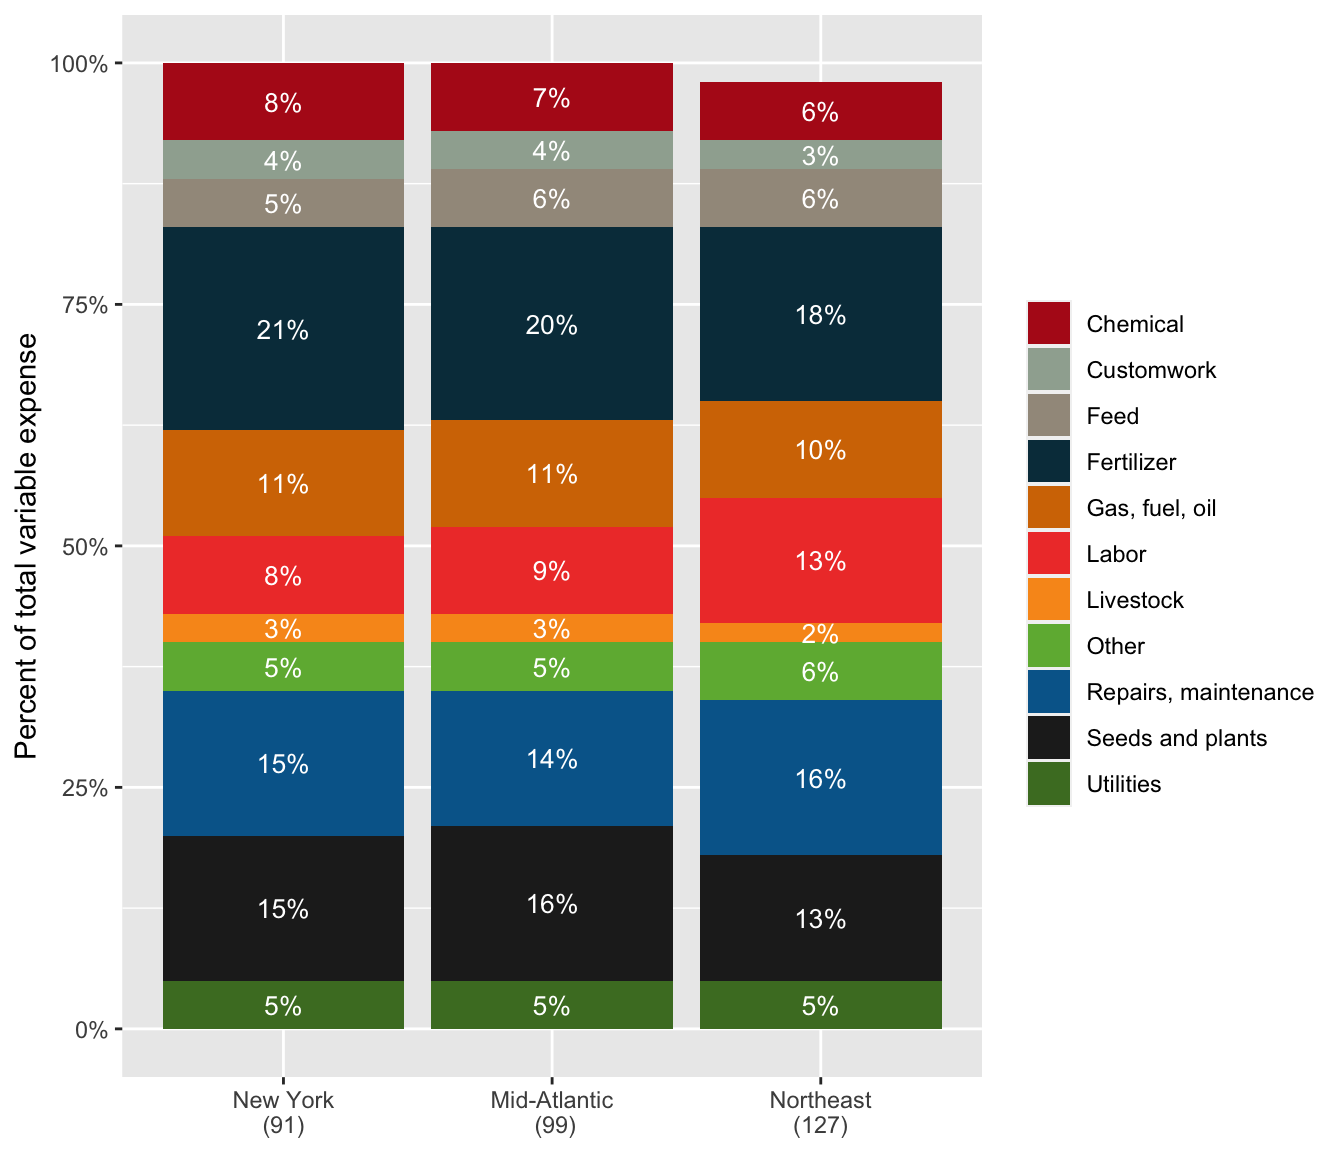 100%
75%
50%
25%
0%
Percent of total variable expense
8%
4%
5%
21%
11%
8%
3%
5%
15%
15%
5%
7%
4%
6%
20%
11%
9%
3%
5%
14%
16%
5%
6%
3%
6%
18%
10%
13%
2%
6%
16%
13%
5%
New York
(91)
Mid-Atlantic
(99)
Northeast
(127)
Chemical
Customwork
Feed
Fertilizer
Gas, fuel, oil
Labor
Livestock
Other
Repairs, maintenance
Seeds and plants
Utilities